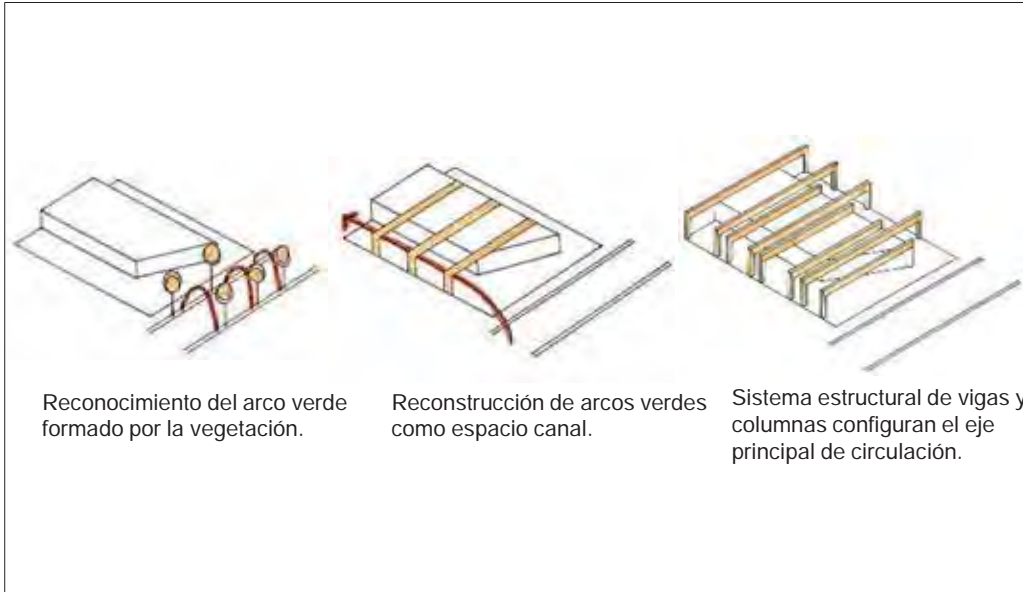 Reconocimiento del arco verde
formado por la vegetación.
Reconstrucción de arcos verdes
como espacio canal.
Sistema estructural de vigas y
columnas configuran el eje
principal de circulación.